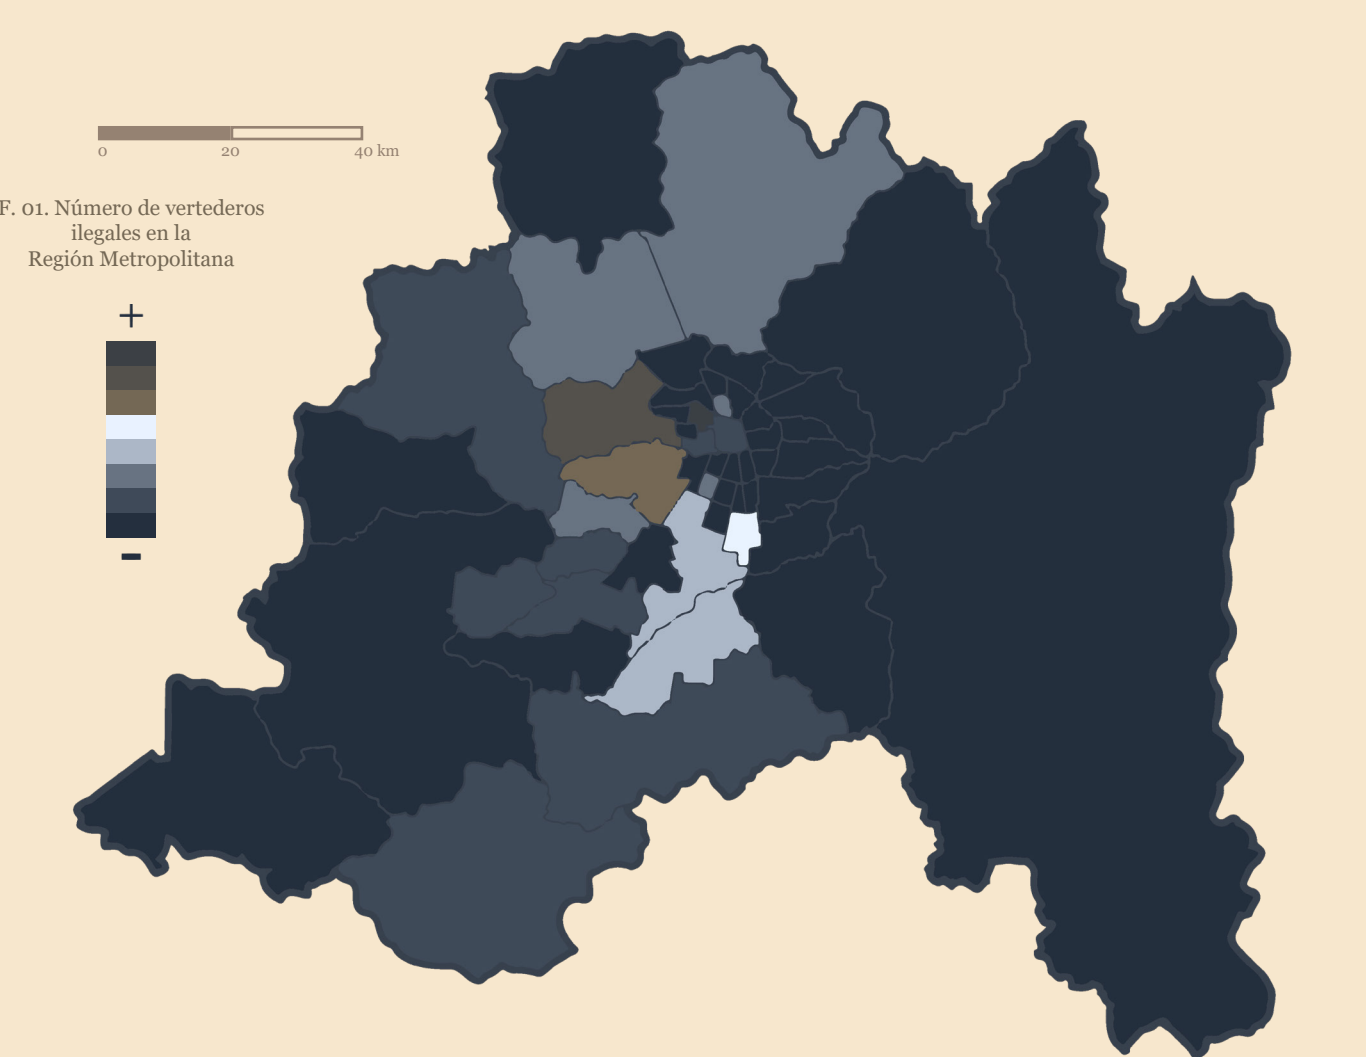 0 20 40 km
F. 01. Número de vertederos
ilegales en la
Región Metropolitana
+
-